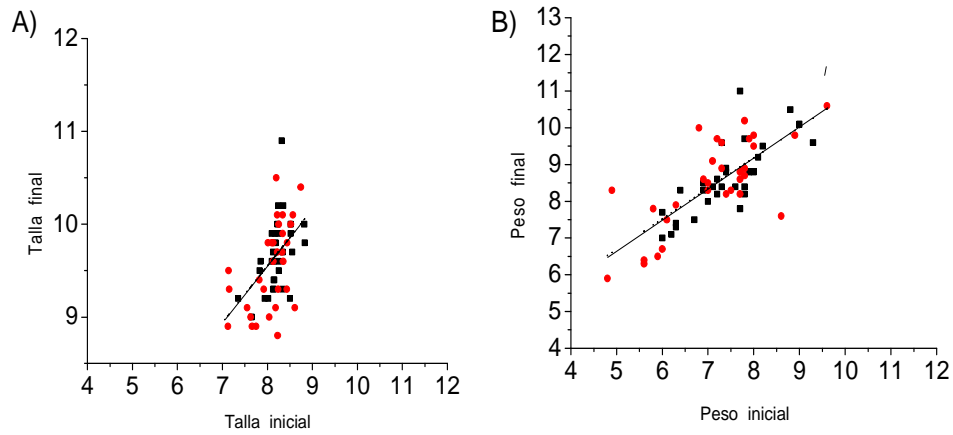 A)
Talla final
12
11
10
9
4 5 6 7 8 9 10 11 12
Talla inicial
B)
Peso final
13
12
11
10
9
8
7
6
5
4
4 5 6 7 8 9 10 11 12
Peso inicial